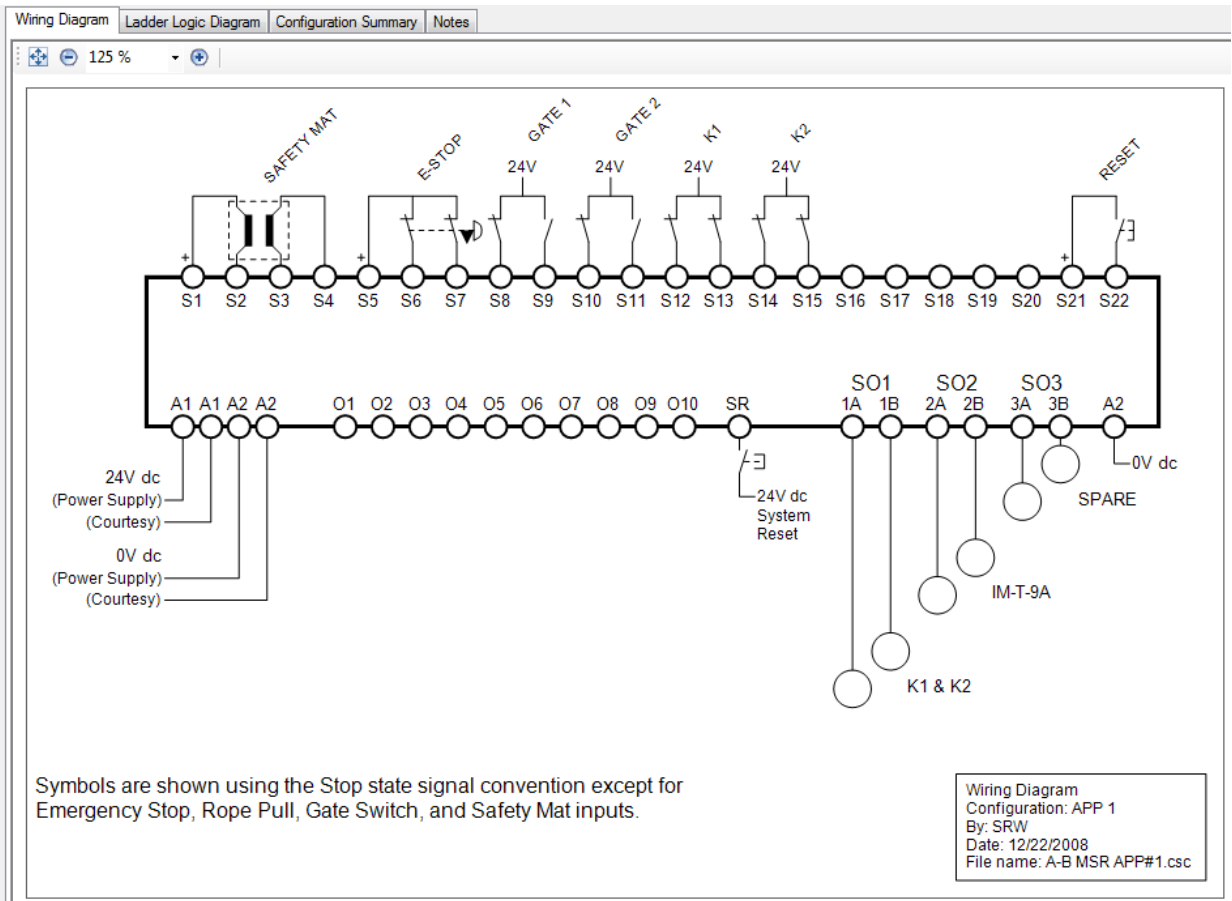 Wiring Diagram Ladder Logic Diagram Configuration Summary Notes
125 %
SAFETY MAT E-STOP GATE 1 GATE 2 K1 K2 RESET
24V 24V 24V 24V
+ + +
S1 S2 S3 S4 S5 S6 S7 S8 S9 S10 S11 S12 S13 S14 S15 S16 S17 S18 S19 S20 S21 S22
SO1 SO2 SO3
A1 A1 A2 A2 O1 O2 O3 O4 O5 O6 O7 O8 O9 O10 SR 1A 1B 2A 2B 3A 3B A2
24V dc
(Power Supply)
(Courtesy)
0V dc
(Power Supply)
(Courtesy)
24V dc
System
Reset
0V dc
SPARE
IM-T-9A
K1 & K2
Symbols are shown using the Stop state signal convention except for
Emergency Stop, Rope Pull, Gate Switch, and Safety Mat inputs.
Wiring Diagram
Configuration: APP 1
By: SRW
Date: 12/22/2008
File name: A-B MSR APP#1.csc